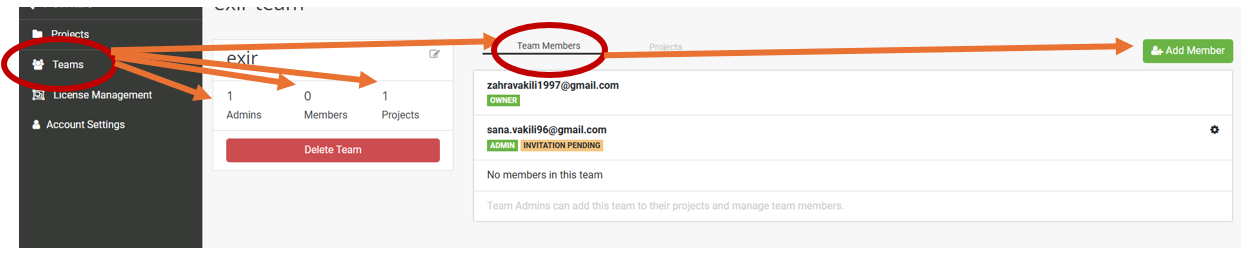 exir team
Projects
Teams
License Management
Account Settings
exir
1
Admins
0
Members
1
Projects
Delete Team
Team Members
Projects
Add Member
zahravakili1997@gmail.com
OWNER
sana.vakili96@gmail.com
ADMIN INVITATION PENDING
No members in this team
Team Admins can add this team to their projects and manage team members.